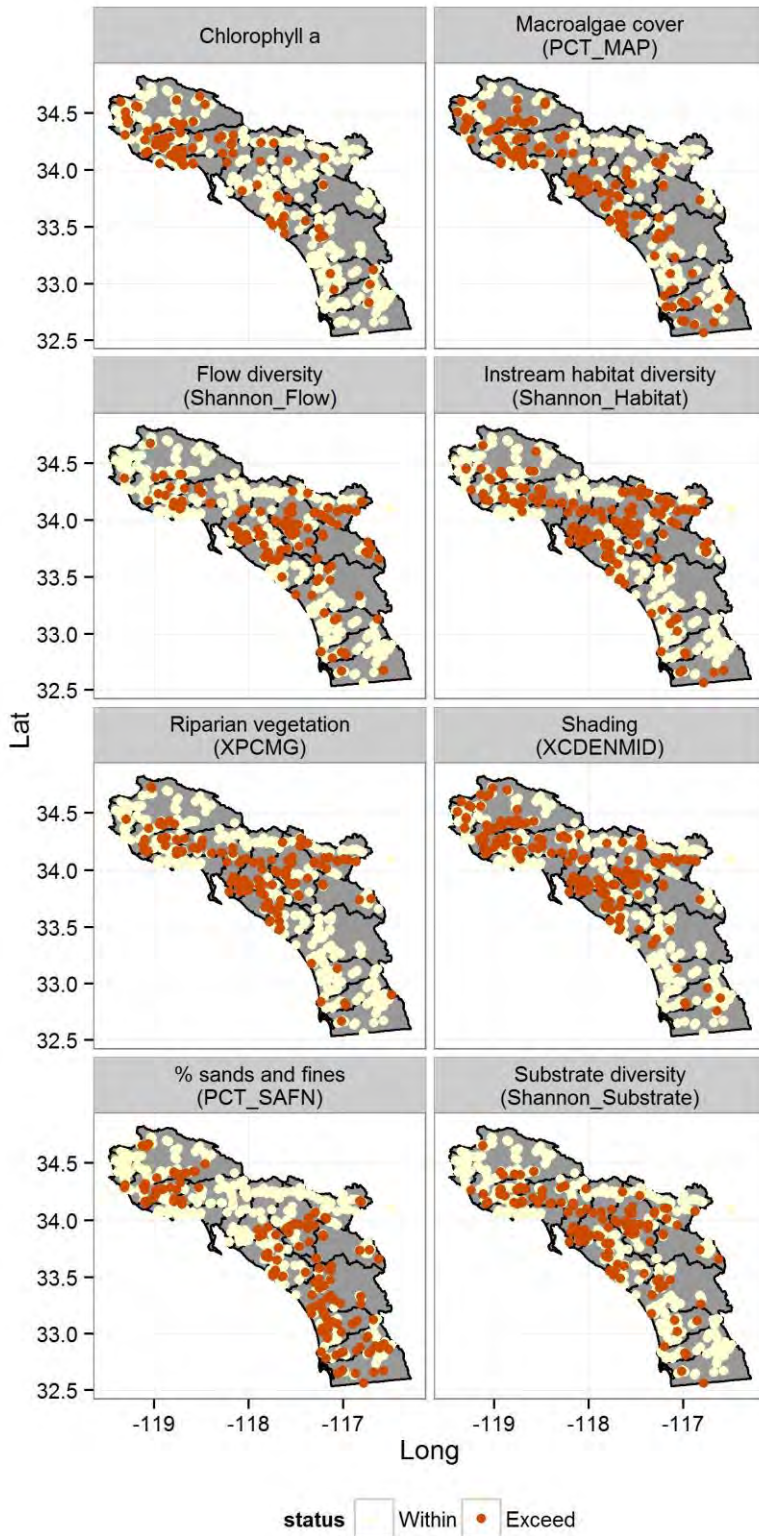 Chlorophyll a
Macroalgae cover
(PCT_MAP)
34.5
34.0
33.5
33.0
32.5
Flow diversity
(Shannon_Flow)
Instream habitat diversity
(Shannon_Habitat)
34.5
34.0
33.5
33.0
32.5
Lat
Riparian vegetation
(XPCMG)
Shading
(XCDENMID)
34.5
34.0
33.5
33.0
32.5
% sands and fines
(PCT_SAFN)
Substrate diversity
(Shannon_Substrate)
34.5
34.0
33.5
33.0
32.5
-119 -118 -117 -119 -118 -117
Long
status Within Exceed